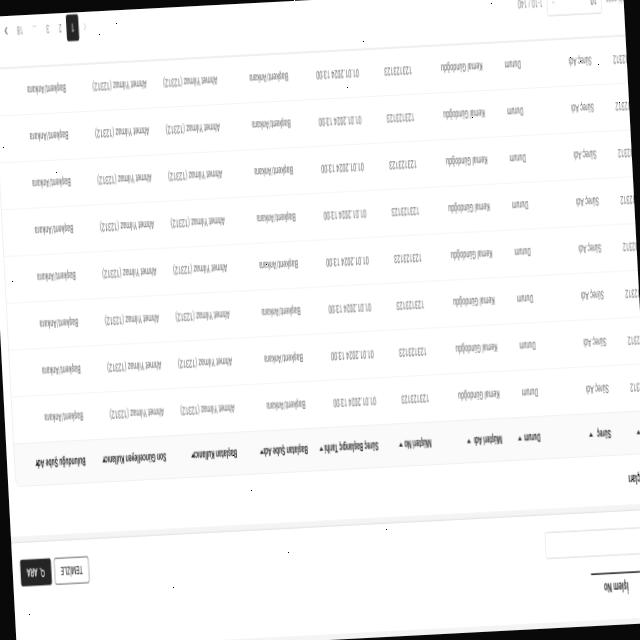 İşlem No
TEMİZLE ARA
Süreç Durum Müşteri Adı Müşteri No Süreç Başlangıç Tarihi Başlatan Şube Adı Başlatan Kullanıcı Son Güncelleyen Kullanıcı Bulunduğu Şube Adı
Süreç Adı Durum Kemal Gündoğdu 123123123 01.01.2024 13:00 Başkent/Ankara Ahmet Yılmaz (12312) Ahmet Yılmaz (12312) Başkent/Ankara
Süreç Adı Durum Kemal Gündoğdu 123123123 01.01.2024 13:00 Başkent/Ankara Ahmet Yılmaz (12312) Ahmet Yılmaz (12312) Başkent/Ankara
Süreç Adı Durum Kemal Gündoğdu 123123123 01.01.2024 13:00 Başkent/Ankara Ahmet Yılmaz (12312) Ahmet Yılmaz (12312) Başkent/Ankara
Süreç Adı Durum Kemal Gündoğdu 123123123 01.01.2024 13:00 Başkent/Ankara Ahmet Yılmaz (12312) Ahmet Yılmaz (12312) Başkent/Ankara
Süreç Adı Durum Kemal Gündoğdu 123123123 01.01.2024 13:00 Başkent/Ankara Ahmet Yılmaz (12312) Ahmet Yılmaz (12312) Başkent/Ankara
Süreç Adı Durum Kemal Gündoğdu 123123123 01.01.2024 13:00 Başkent/Ankara Ahmet Yılmaz (12312) Ahmet Yılmaz (12312) Başkent/Ankara
Süreç Adı Durum Kemal Gündoğdu 123123123 01.01.2024 13:00 Başkent/Ankara Ahmet Yılmaz (12312) Ahmet Yılmaz (12312) Başkent/Ankara
Süreç Adı Durum Kemal Gündoğdu 123123123 01.01.2024 13:00 Başkent/Ankara Ahmet Yılmaz (12312) Ahmet Yılmaz (12312) Başkent/Ankara
10 1-10 / 140 1 2 3 ... 18